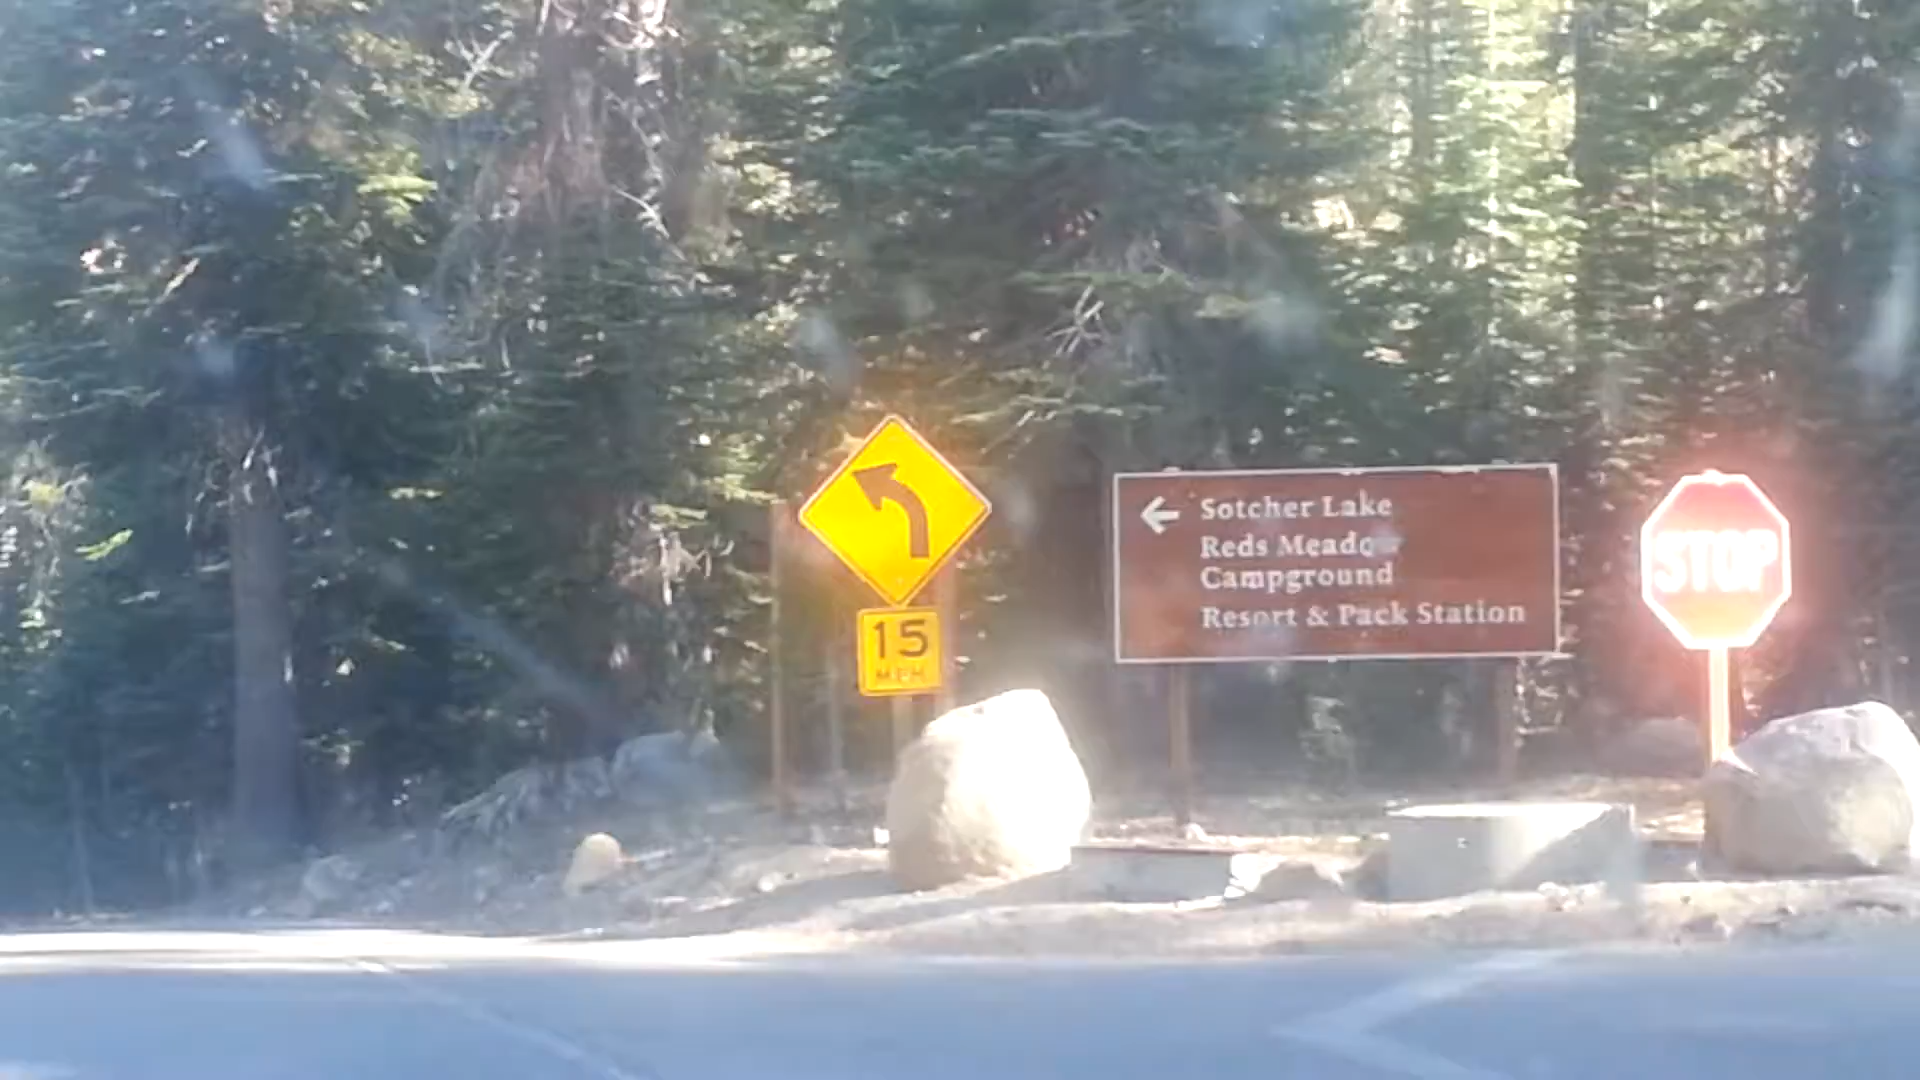 15
MPH
Sotcher Lake
Reds Meadow
Campground
Resort & Pack Station
STOP